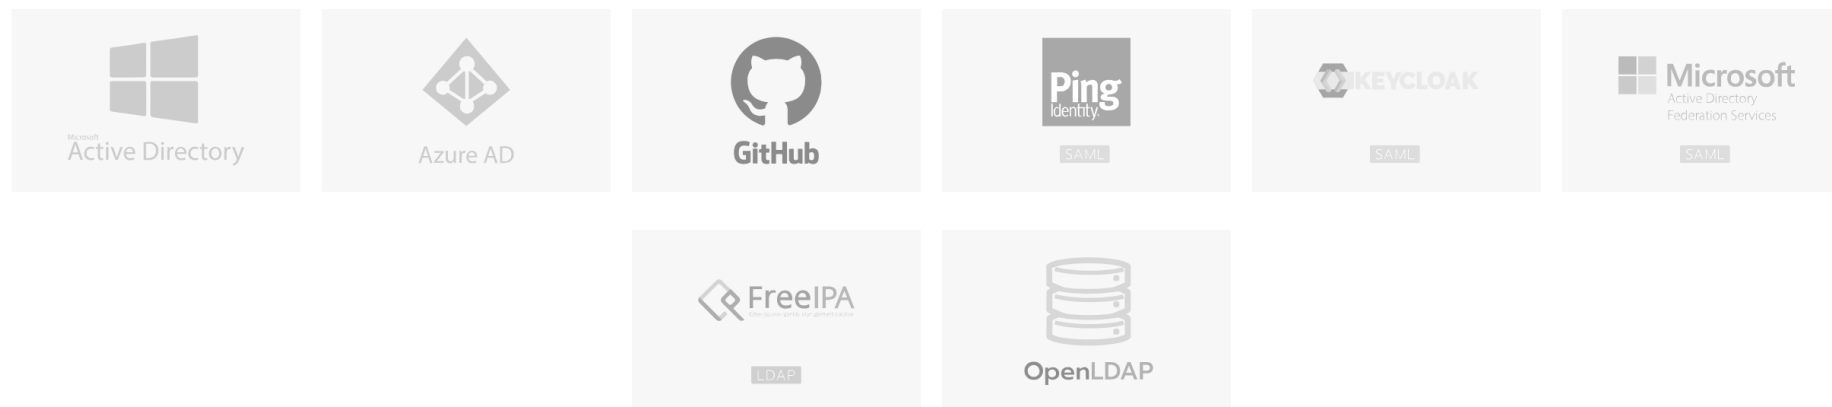 Microsoft
Active Directory
Azure AD
GitHub
Ping
Identity.
SAML
KEYCLOAK
SAML
Microsoft
Active Directory
Federation Services
SAML
FreeIPA
LDAP
OpenLDAP